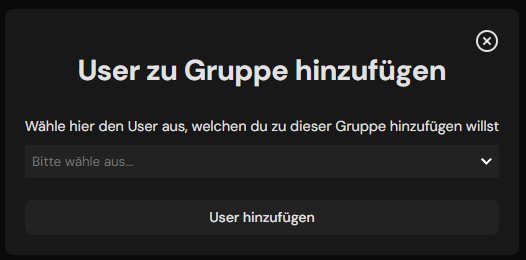 User zu Gruppe hinzufügen
Wähle hier den User aus, welchen du zu dieser Gruppe hinzufügen willst
Bitte wähle aus...
User hinzufügen